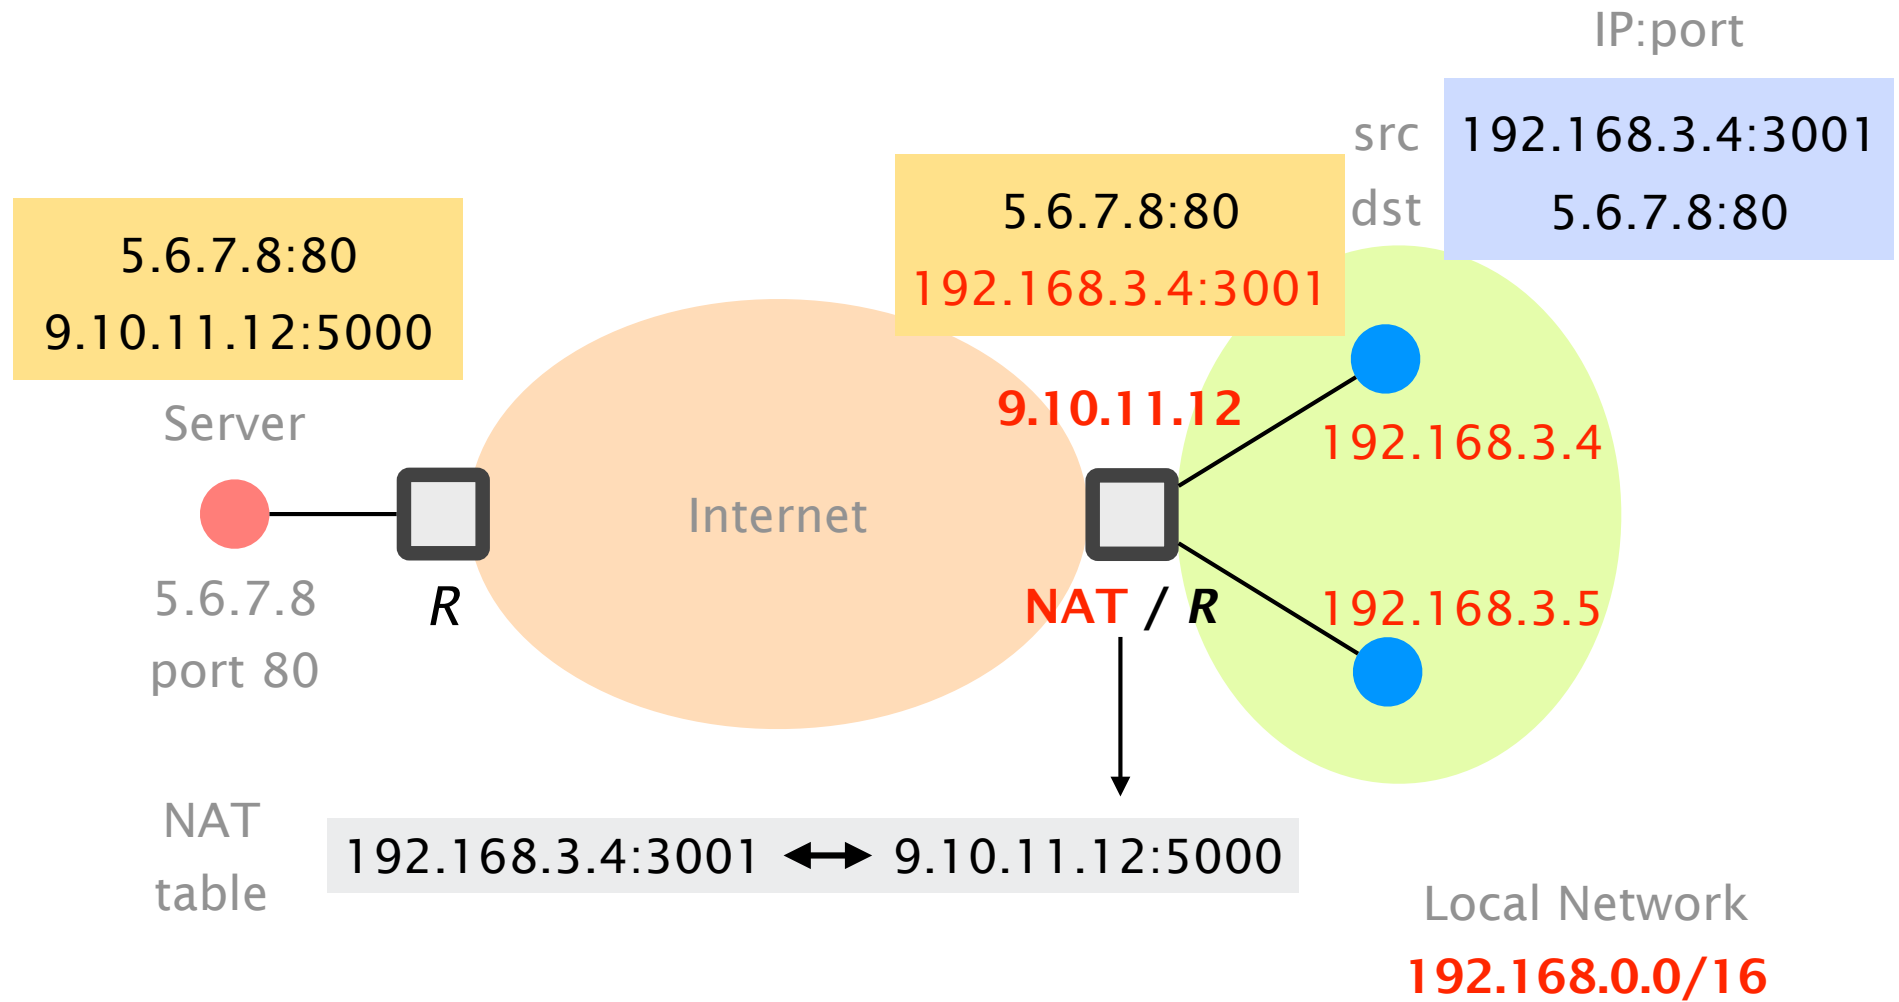 IP:port
src 192.168.3.4:3001
dst 5.6.7.8:80
5.6.7.8:80
192.168.3.4:3001
5.6.7.8:80
9.10.11.12:5000
Server
9.10.11.12
192.168.3.4
Internet
5.6.7.8
port 80
R
NAT / R
192.168.3.5
NAT
table
192.168.3.4:3001 ↔ 9.10.11.12:5000
Local Network
192.168.0.0/16